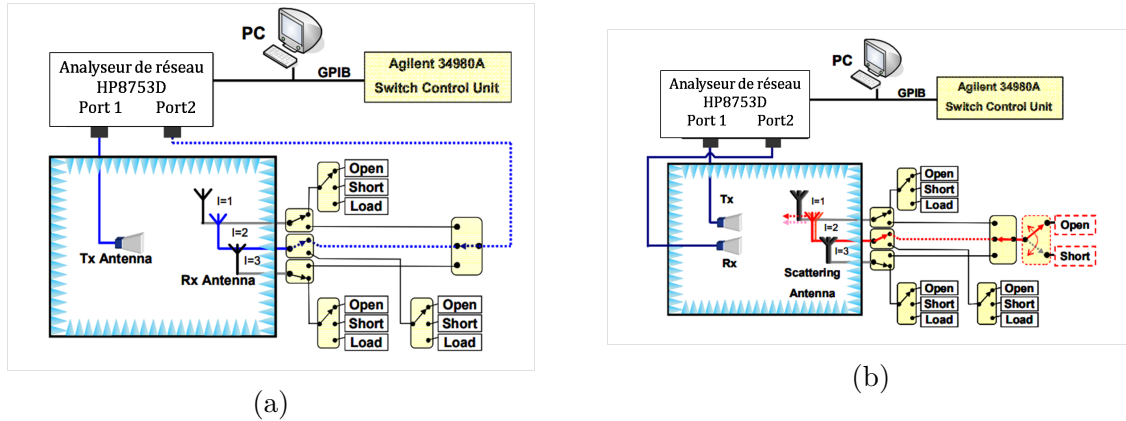 PC
Analyseur de réseau
HP8753D
Port 1 Port2
GPIB
Agilent 34980A
Switch Control Unit
Open
Short
Load
I=1
I=2
I=3
Tx Antenna
Rx Antenna
Open
Short
Load
Open
Short
Load
(a)
PC
Analyseur de réseau
HP8753D
Port 1 Port2
GPIB
Agilent 34980A
Switch Control Unit
Open
Short
Load
Tx
Rx
I=1
I=2
I=3
Scattering
Antenna
Open
Short
Open
Short
Load
Open
Short
Load
(b)